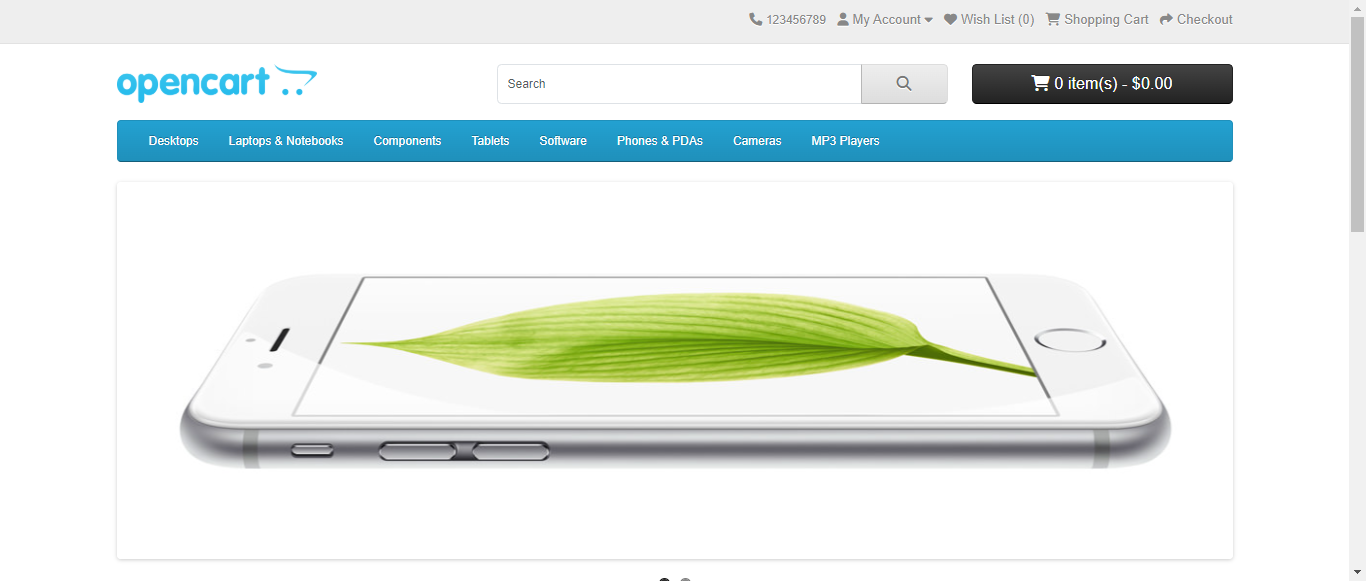 123456789 My Account Wish List (0) Shopping Cart Checkout
opencart
Search
0 item(s) - $0.00
Desktops Laptops & Notebooks Components Tablets Software Phones & PDAs Cameras MP3 Players